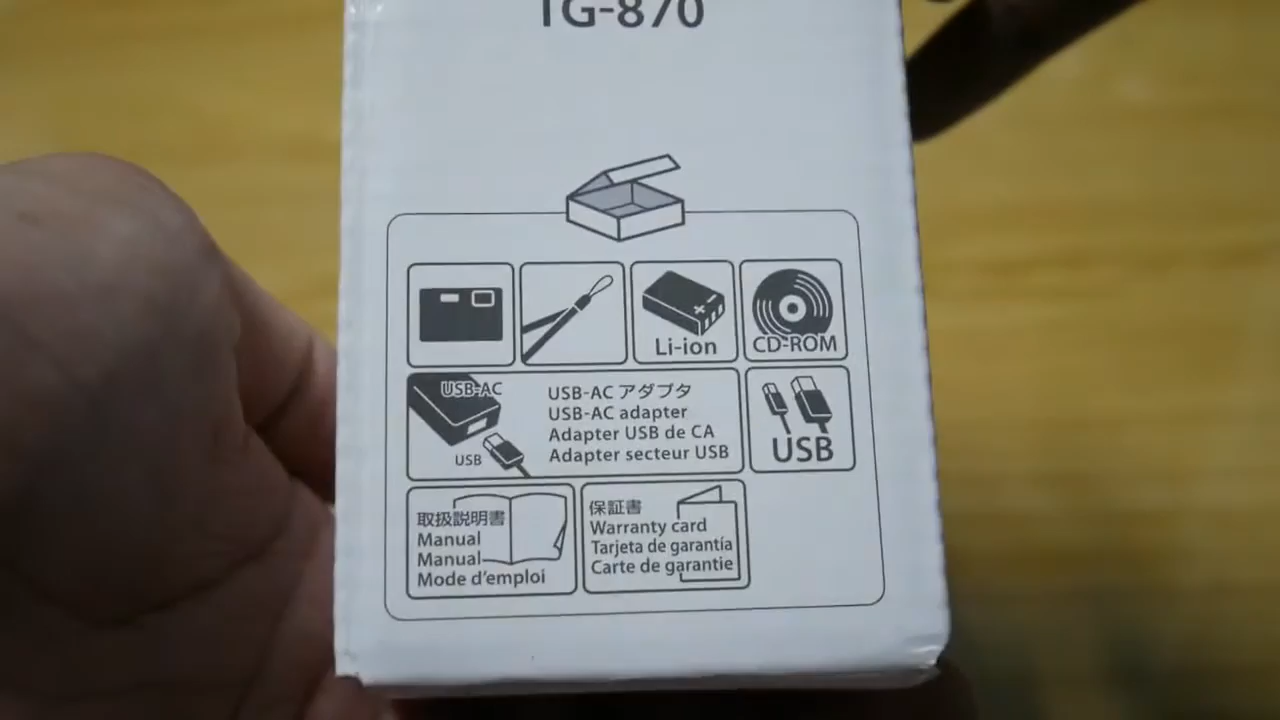 TG-870
Li-ion
CD-ROM
USB-AC
USB
USB-AC アダプタ
USB-AC adapter
Adapter USB de CA
Adapter secteur USB
USB
取扱説明書
Manual
Manual
Mode d'emploi
保証書
Warranty card
Tarjeta de garantía
Carte de garantie